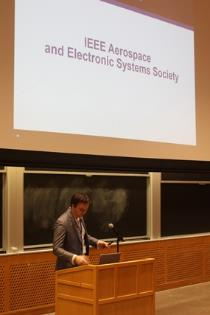 IEEE Aerospace
and Electronic Systems Society